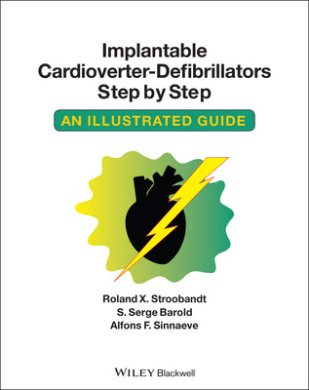 Implantable
Cardioverter-Defibrillators
Step by Step
AN ILLUSTRATED GUIDE
Roland X. Stroobandt
S. Serge Barold
Alfons F. Sinnaeve
WILEY Blackwell